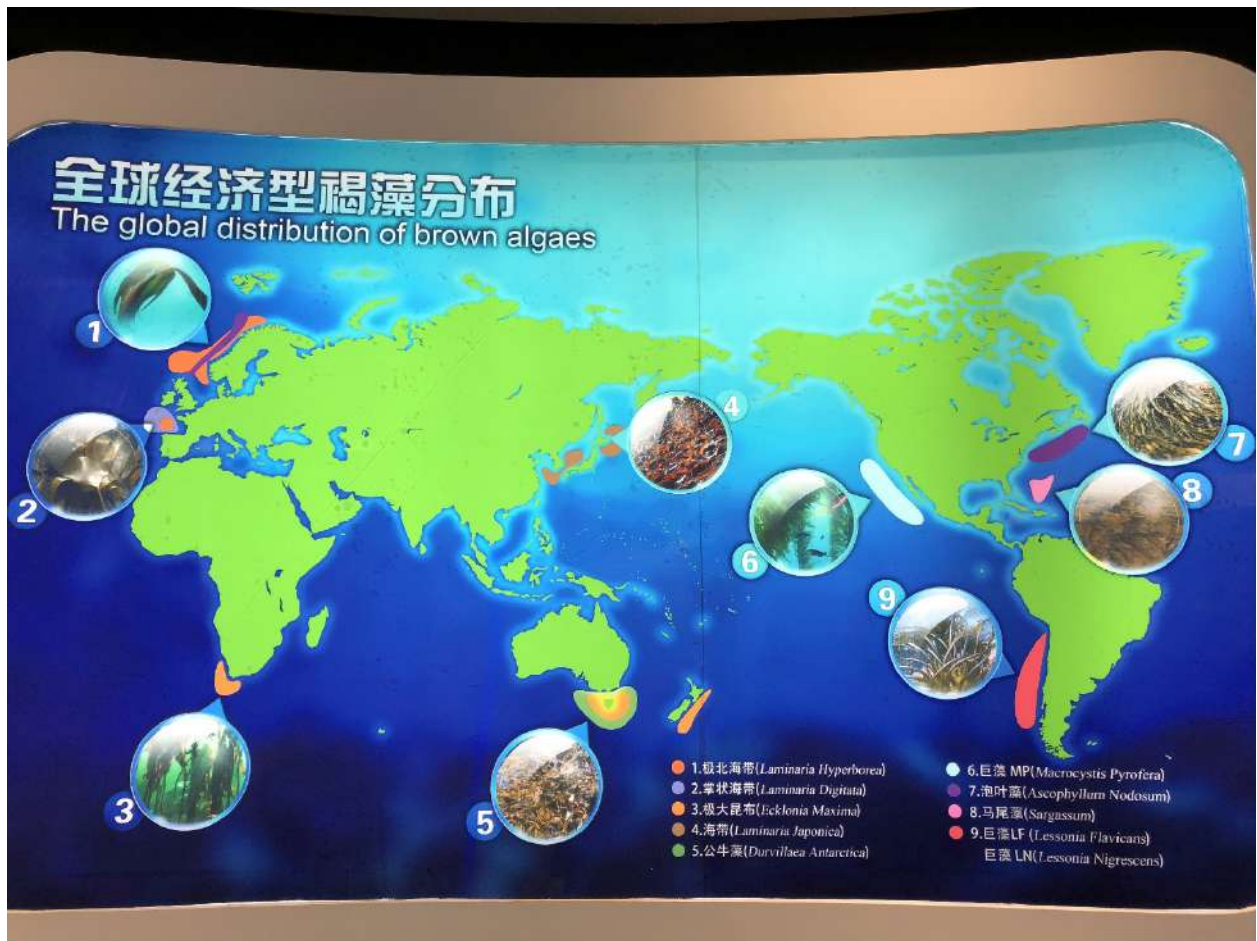 全球经济型褐藻分布
The global distribution of brown algaes
1
2
3
4
5
6
7
8
9
1.极北海带(Laminaria Hyperborea)
2.掌状海带(Laminaria Digitata)
3.极大昆布(Ecklonia Maxima)
4.海带(Laminaria Japonica)
5.公牛藻(Durvillaea Antarctica)
6.巨藻 MP(Macrocystis Pyrofera)
7.泡叶藻(Ascophyllum Nodosum)
8.马尾藻(Sargassum)
9.巨藻LF (Lessonia Flavicans)
巨藻 LN(Lessonia Nigrescens)